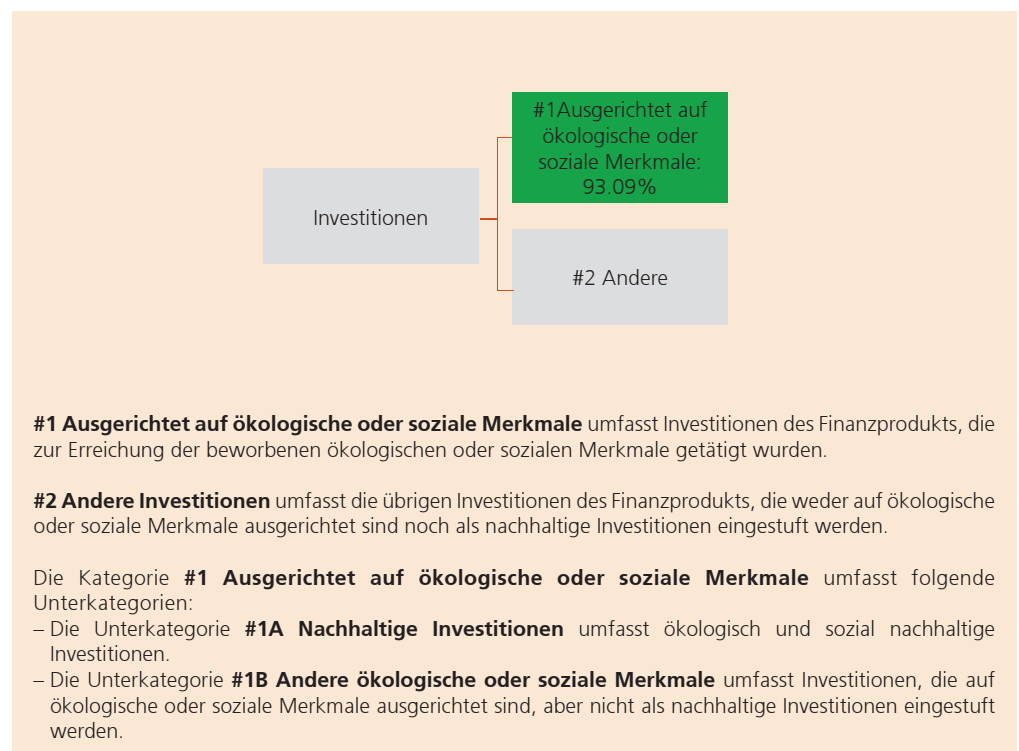 #1Ausgerichtet auf
ökologische oder
soziale Merkmale:
93.09%
Investitionen
#2 Andere
#1 Ausgerichtet auf ökologische oder soziale Merkmale umfasst Investitionen des Finanzprodukts, die
zur Erreichung der beworbenen ökologischen oder sozialen Merkmale getätigt wurden.
#2 Andere Investitionen umfasst die übrigen Investitionen des Finanzprodukts, die weder auf ökologische
oder soziale Merkmale ausgerichtet sind noch als nachhaltige Investitionen eingestuft werden.
Die Kategorie #1 Ausgerichtet auf ökologische oder soziale Merkmale umfasst folgende
Unterkategorien:
– Die Unterkategorie #1A Nachhaltige Investitionen umfasst ökologisch und sozial nachhaltige
Investitionen.
– Die Unterkategorie #1B Andere ökologische oder soziale Merkmale umfasst Investitionen, die auf
ökologische oder soziale Merkmale ausgerichtet sind, aber nicht als nachhaltige Investitionen eingestuft
werden.